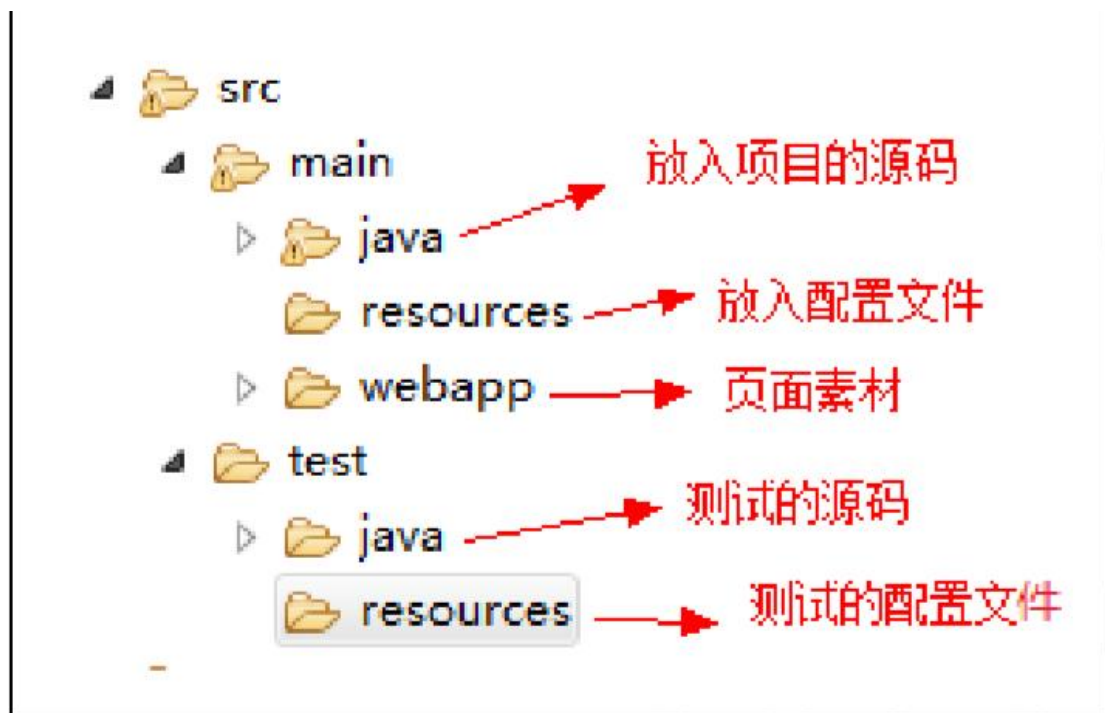 src
main
放入项目的源码
java
resources
放入配置文件
webapp
页面素材
test
测试的源码
java
resources
测试的配置文件